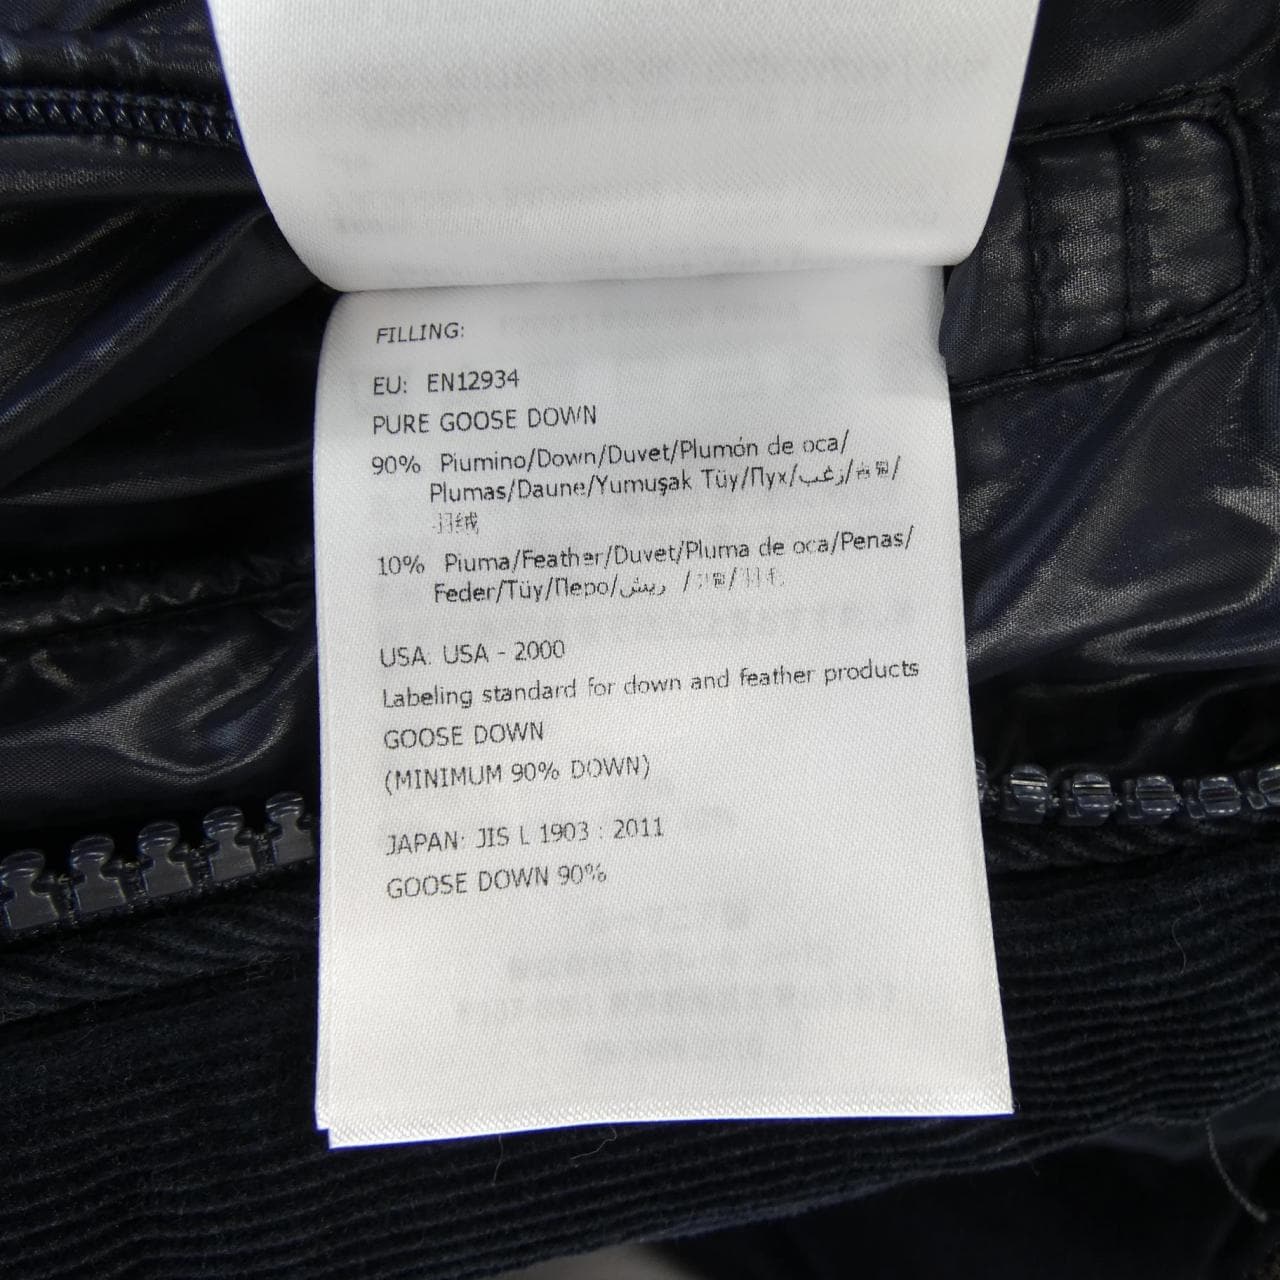 FILLING:
EU: EN12934
PURE GOOSE DOWN
90% Piumino/Down/Duvet/Plumón de oca/
Plumas/Daune/Yumuşak Tüy/Пух/زغب/
羽绒
10% Piuma/Feather/Duvet/Pluma de oca/Penas/
Feder/Tüy/Перо/ريش /
USA: USA - 2000
Labeling standard for down and feather products
GOOSE DOWN
(MINIMUM 90% DOWN)
JAPAN: JIS L 1903 : 2011
GOOSE DOWN 90%